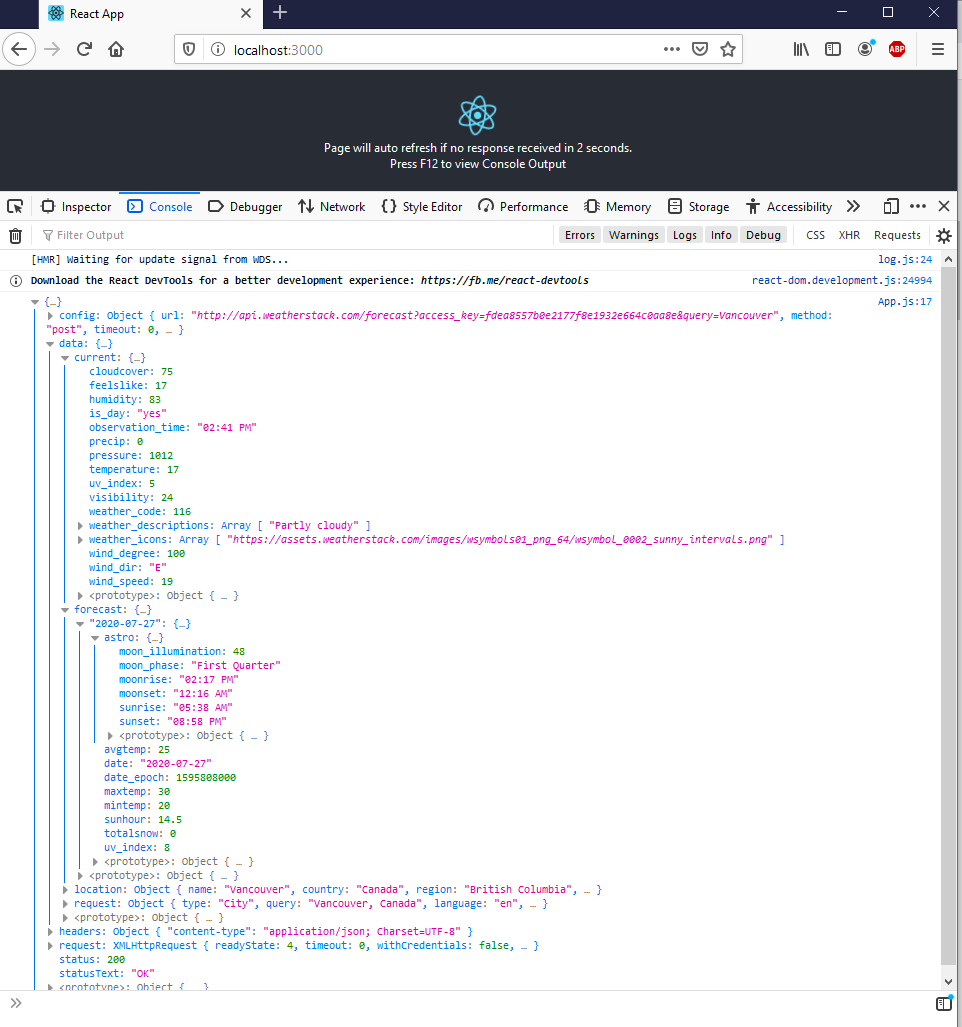 React App
localhost:3000
ABP
Page will auto refresh if no response received in 2 seconds.
Press F12 to view Console Output
Inspector Console Debugger Network Style Editor Performance Memory Storage Accessibility
Filter Output Errors Warnings Logs Info Debug CSS XHR Requests
[HMR] Waiting for update signal from WDS... log.js:24
Download the React DevTools for a better development experience: https://fb.me/react-devtools react-dom.development.js:24994
{…} App.js:17
config: Object { url: "http://api.weatherstack.com/forecast?access_key=fdea8557b0e2177f8e1932e664c0aa8e&query=Vancouver", method:
"post", timeout: 0, … }
data: {…}
current: {…}
cloudcover: 75
feelslike: 17
humidity: 83
is_day: "yes"
observation_time: "02:41 PM"
precip: 0
pressure: 1012
temperature: 17
uv_index: 5
visibility: 24
weather_code: 116
weather_descriptions: Array [ "Partly cloudy" ]
weather_icons: Array [ "https://assets.weatherstack.com/images/wsymbols01_png_64/wsymbol_0002_sunny_intervals.png" ]
wind_degree: 100
wind_dir: "E"
wind_speed: 19
<prototype>: Object { … }
forecast: {…}
"2020-07-27": {…}
astro: {…}
moon_illumination: 48
moon_phase: "First Quarter"
moonrise: "02:17 PM"
moonset: "12:16 AM"
sunrise: "05:38 AM"
sunset: "08:58 PM"
<prototype>: Object { … }
avgtemp: 25
date: "2020-07-27"
date_epoch: 1595808000
maxtemp: 30
mintemp: 20
sunhour: 14.5
totalsnow: 0
uv_index: 8
<prototype>: Object { … }
<prototype>: Object { … }
location: Object { name: "Vancouver", country: "Canada", region: "British Columbia", … }
request: Object { type: "City", query: "Vancouver, Canada", language: "en", … }
<prototype>: Object { … }
headers: Object { "content-type": "application/json; Charset=UTF-8" }
request: XMLHttpRequest { readyState: 4, timeout: 0, withCredentials: false, … }
status: 200
statusText: "OK"
<prototype>: Object { … }